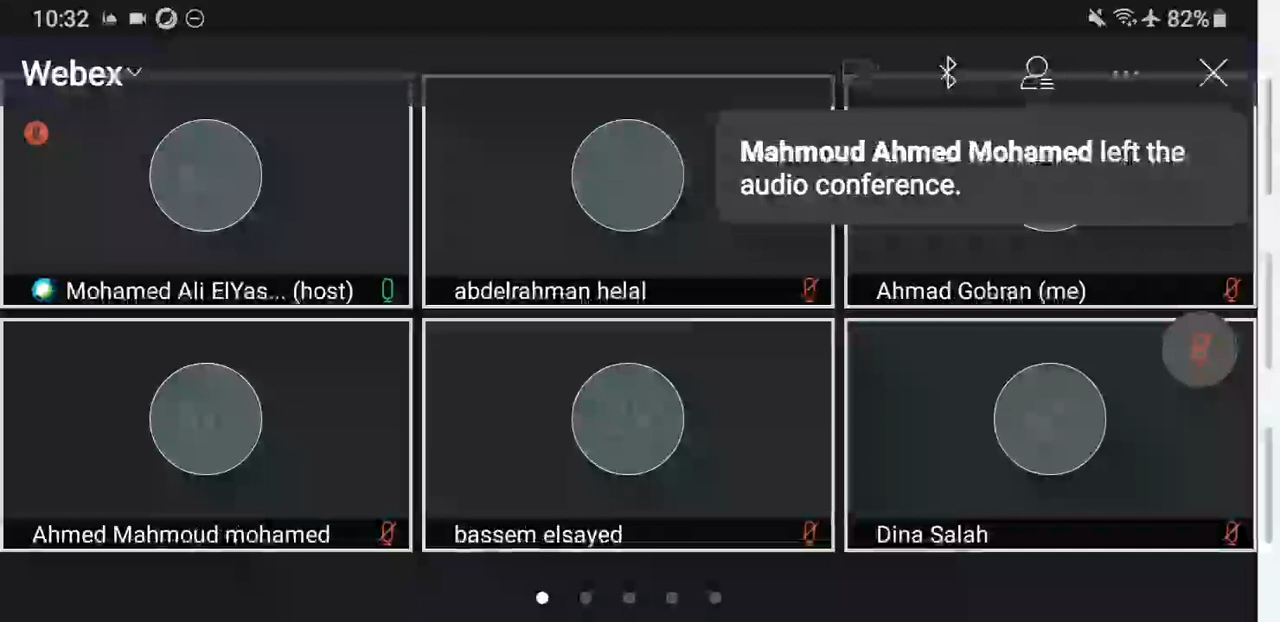 10:32
82%
Webex
Mahmoud Ahmed Mohamed left the
audio conference.
Mohamed Ali ElYas... (host)
abdelrahman helal
Ahmad Gobran (me)
Ahmed Mahmoud mohamed
bassem elsayed
Dina Salah